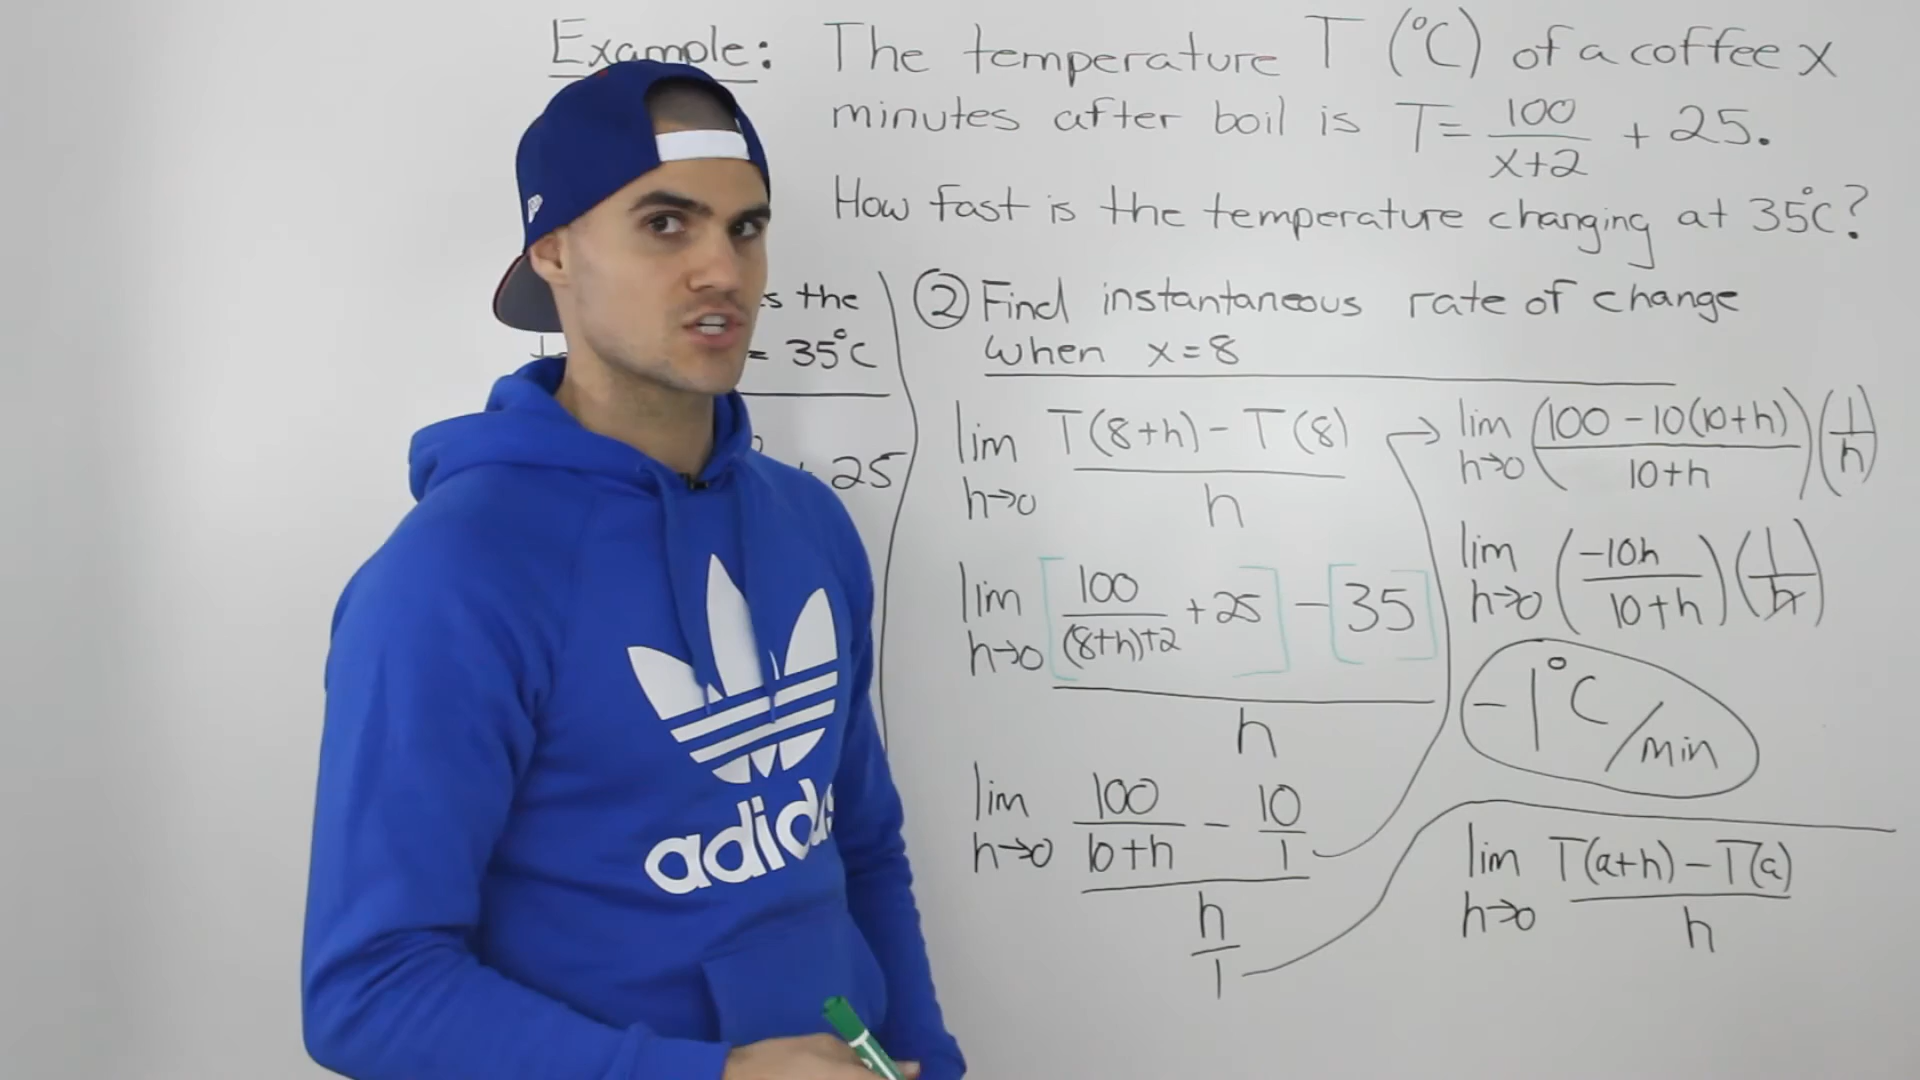 Example: The temperature T (°C) of a coffee x
minutes after boil is T = 100/(x+2) + 25.
How fast is the temperature changing at 35°C?
s the
= 35°C
25
② Find instantaneous rate of change
when x = 8
lim h→0 (T(8+h) - T(8))/h
lim h→0 ([100/((8+h)+2) + 25] - [35])/h
lim h→0 (100/(10+h) - 10/1)/(h/1)
lim h→0 ((100 - 10(10+h))/(10+h))(1/h)
lim h→0 (-10h/(10+h))(1/h)
-1°C/min
lim h→0 (T(a+h) - T(a))/h
adidas